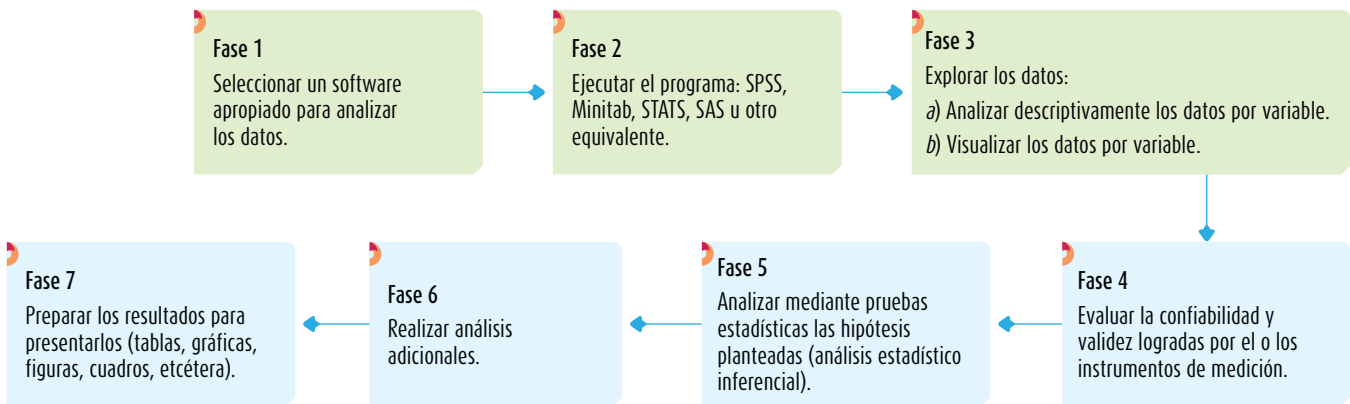 Fase 1
Seleccionar un software
apropiado para analizar
los datos.
Fase 2
Ejecutar el programa: SPSS,
Minitab, STATS, SAS u otro
equivalente.
Fase 3
Explorar los datos:
a) Analizar descriptivamente los datos por variable.
b) Visualizar los datos por variable.
Fase 4
Evaluar la confiabilidad y
validez logradas por el o los
instrumentos de medición.
Fase 5
Analizar mediante pruebas
estadísticas las hipótesis
planteadas (análisis estadístico
inferencial).
Fase 6
Realizar análisis
adicionales.
Fase 7
Preparar los resultados para
presentarlos (tablas, gráficas,
figuras, cuadros, etcétera).